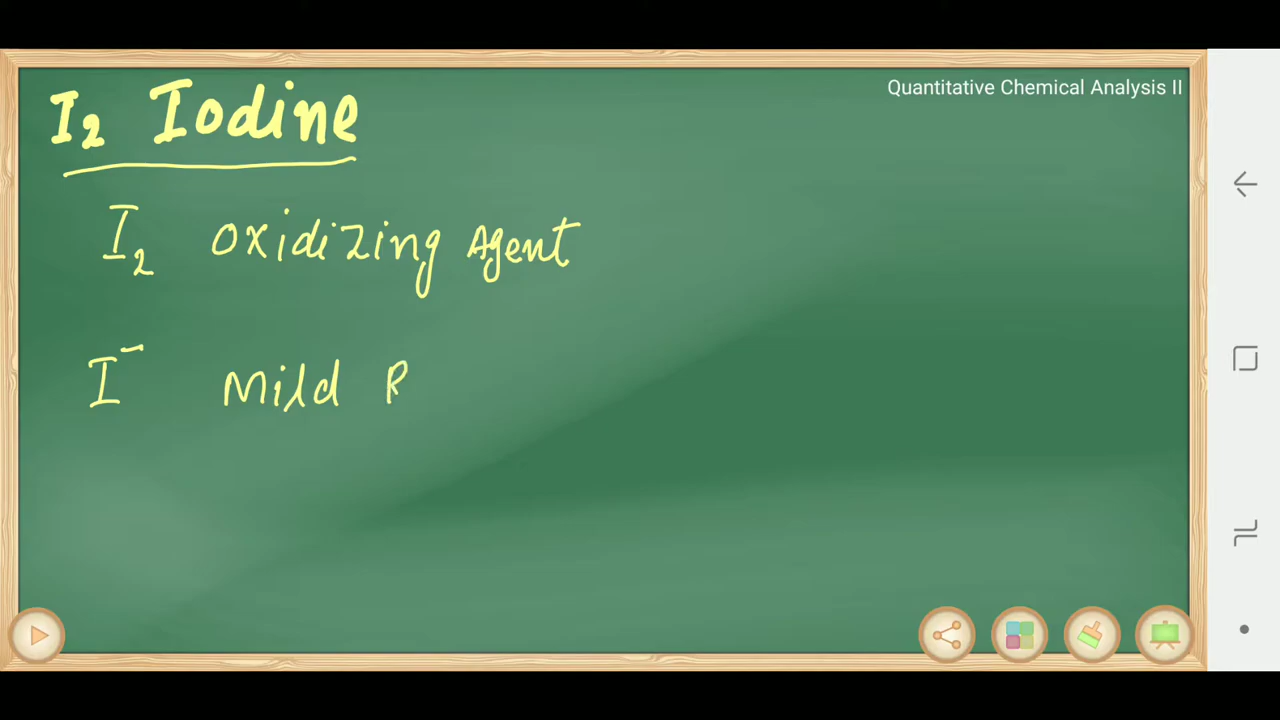 Quantitative Chemical Analysis II
I₂ Iodine
I₂ Oxidizing Agent
I⁻ Mild R